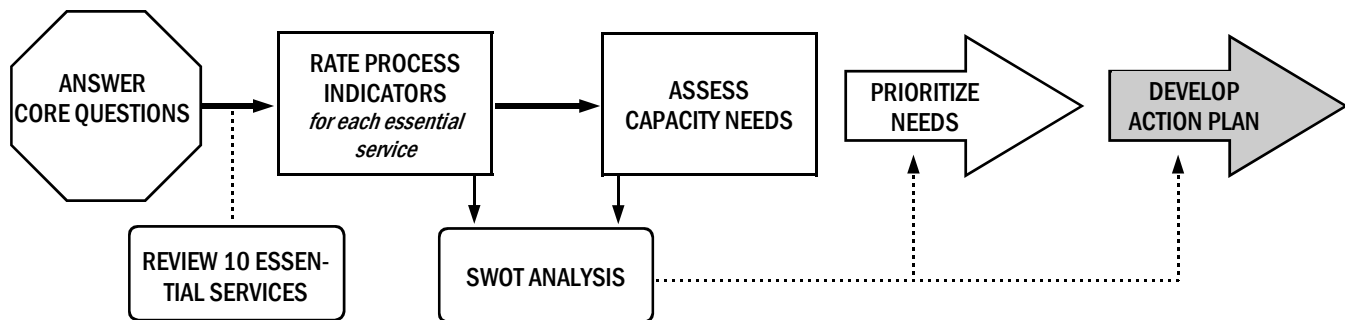 ANSWER
CORE QUESTIONS
RATE PROCESS
INDICATORS
for each essential
service
ASSESS
CAPACITY NEEDS
PRIORITIZE
NEEDS
DEVELOP
ACTION PLAN
REVIEW 10 ESSEN-
TIAL SERVICES
SWOT ANALYSIS